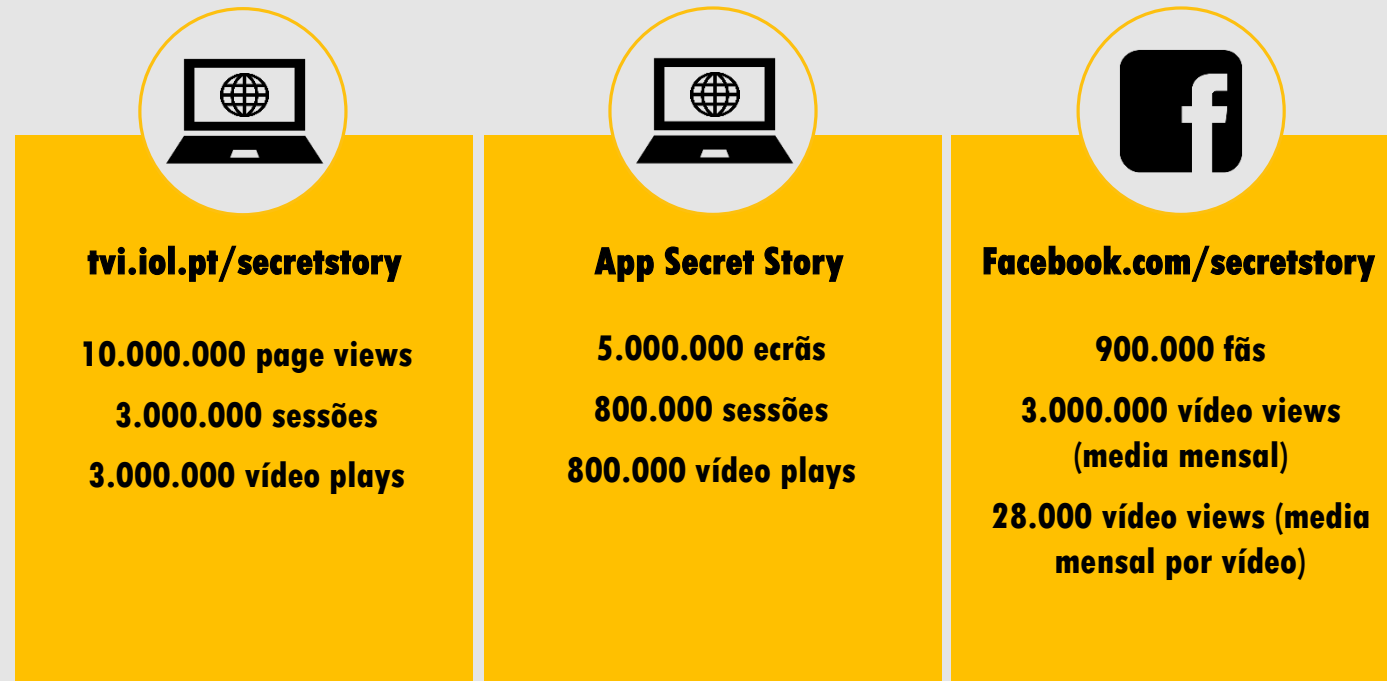 tvi.iol.pt/secretstory
10.000.000 page views
3.000.000 sessões
3.000.000 vídeo plays
App Secret Story
5.000.000 ecrãs
800.000 sessões
800.000 vídeo plays
Facebook.com/secretstory
900.000 fãs
3.000.000 vídeo views
(media mensal)
28.000 vídeo views (media
mensal por vídeo)